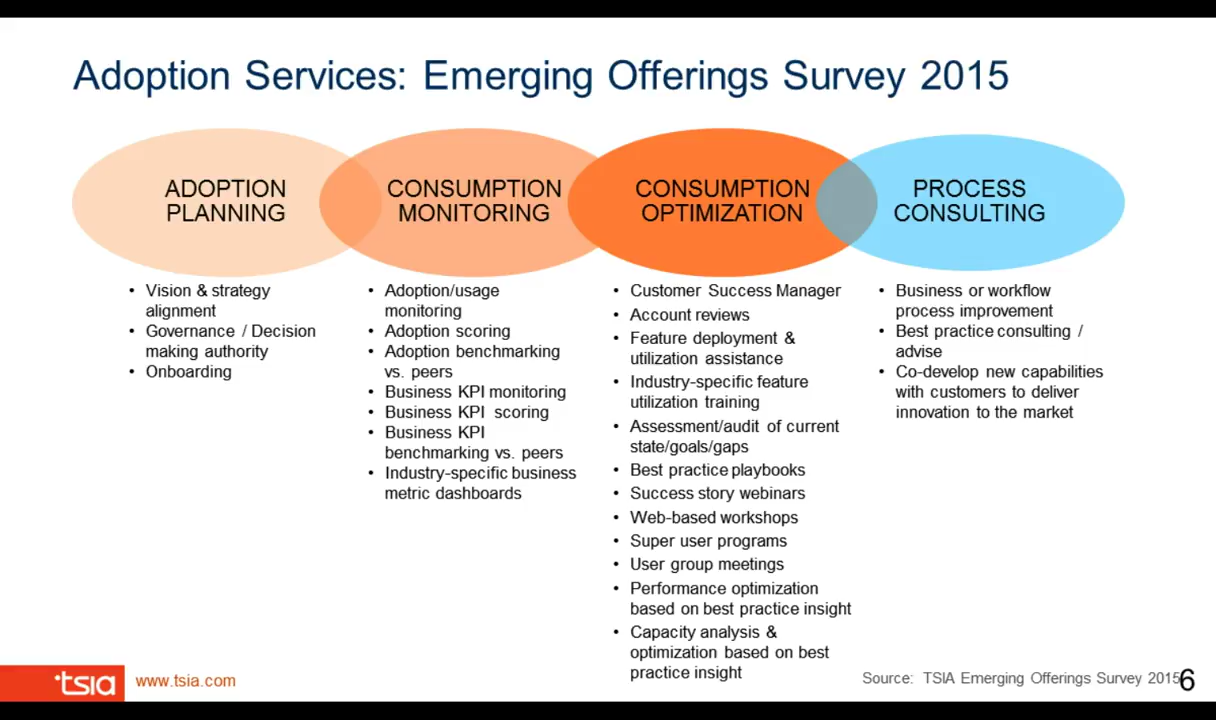 Adoption Services: Emerging Offerings Survey 2015
ADOPTION
PLANNING
CONSUMPTION
MONITORING
CONSUMPTION
OPTIMIZATION
PROCESS
CONSULTING
• Vision & strategy
alignment
• Governance / Decision
making authority
• Onboarding
• Adoption/usage
monitoring
• Adoption scoring
• Adoption benchmarking
vs. peers
• Business KPI monitoring
• Business KPI scoring
• Business KPI
benchmarking vs. peers
• Industry-specific business
metric dashboards
• Customer Success Manager
• Account reviews
• Feature deployment &
utilization assistance
• Industry-specific feature
utilization training
• Assessment/audit of current
state/goals/gaps
• Best practice playbooks
• Success story webinars
• Web-based workshops
• Super user programs
• User group meetings
• Performance optimization
based on best practice insight
• Capacity analysis &
optimization based on best
practice insight
• Business or workflow
process improvement
• Best practice consulting /
advise
• Co-develop new capabilities
with customers to deliver
innovation to the market
tsia
www.tsia.com
Source: TSIA Emerging Offerings Survey 2015
6